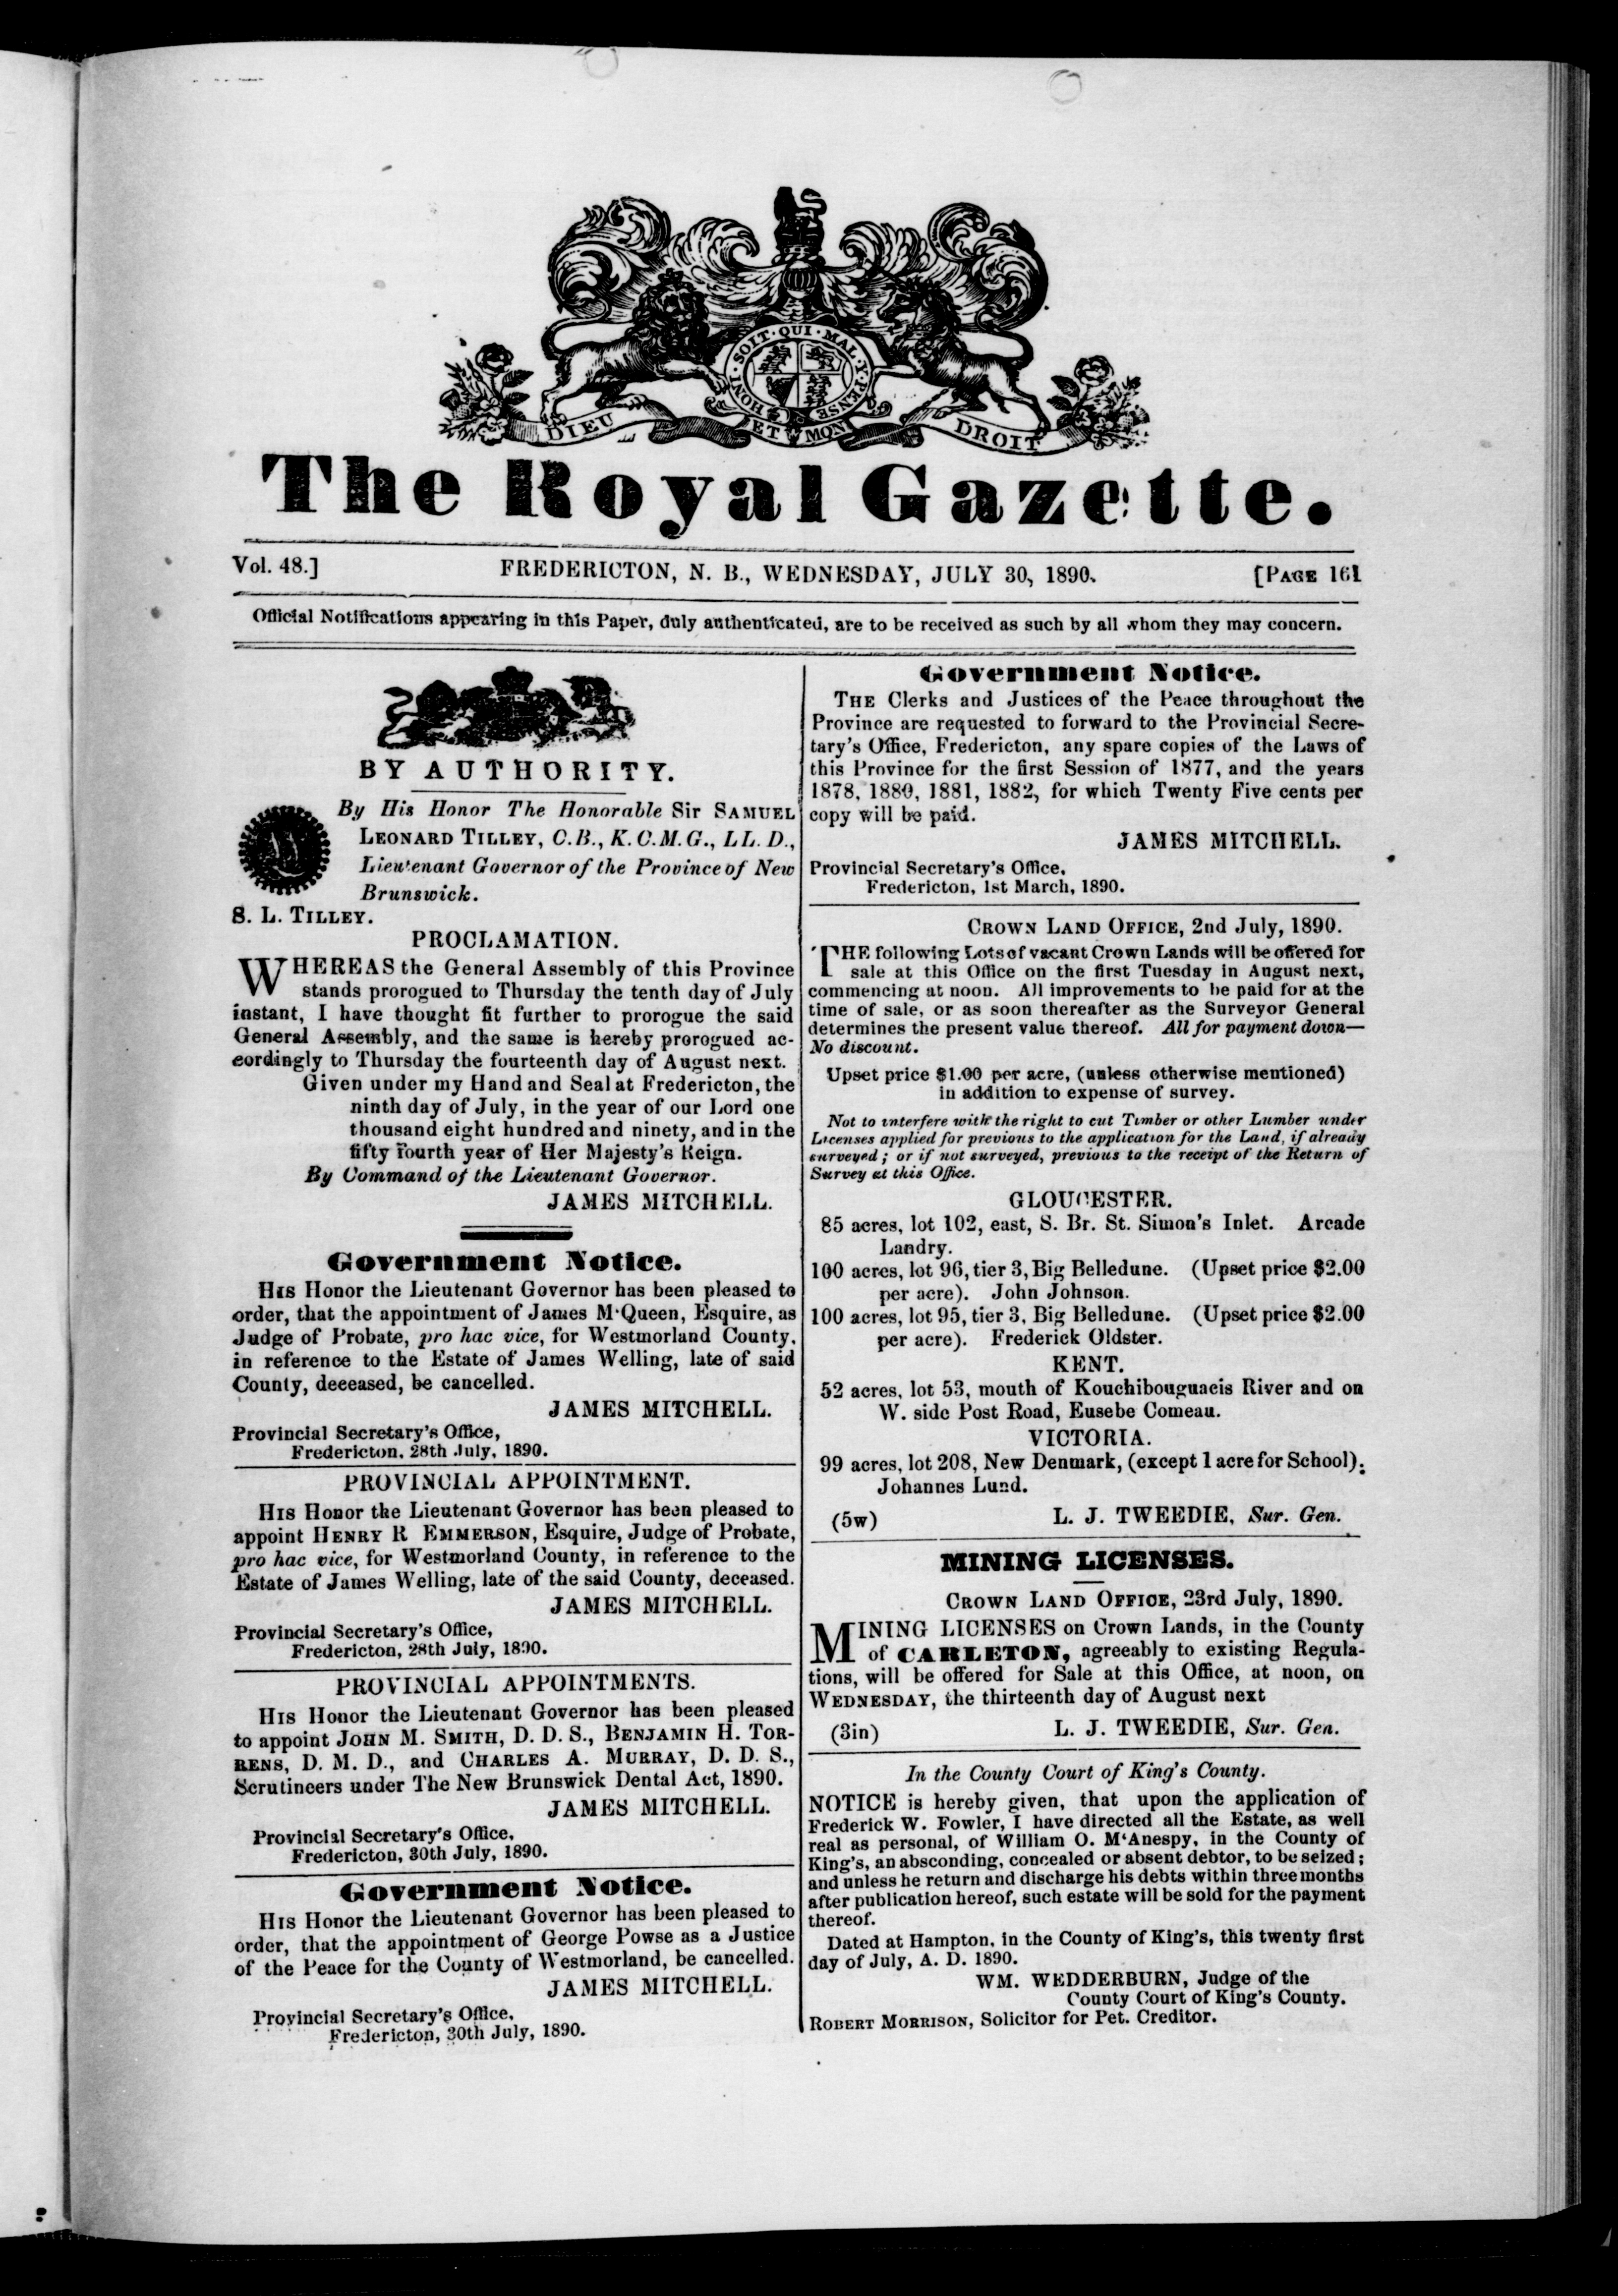 HONI · SOIT · QUI · MAL · Y · PENSE
DIEU ET MON DROIT
The Royal Gazette.
Vol. 48.] FREDERICTON, N. B., WEDNESDAY, JULY 30, 1890. [PAGE 161
Official Notifications appearing in this Paper, duly authenticated, are to be received as such by all whom they may concern.
BY AUTHORITY.
By His Honor The Honorable Sir SAMUEL
LEONARD TILLEY, C.B., K.C.M.G., LL.D.,
Lieutenant Governor of the Province of New
Brunswick.
S. L. TILLEY.
PROCLAMATION.
WHEREAS the General Assembly of this Province
stands prorogued to Thursday the tenth day of July
instant, I have thought fit further to prorogue the said
General Assembly, and the same is hereby prorogued ac-
cordingly to Thursday the fourteenth day of August next.
Given under my Hand and Seal at Fredericton, the
ninth day of July, in the year of our Lord one
thousand eight hundred and ninety, and in the
fifty fourth year of Her Majesty's Reign.
By Command of the Lieutenant Governor.
JAMES MITCHELL.
Government Notice.
HIS Honor the Lieutenant Governor has been pleased to
order, that the appointment of James M'Queen, Esquire, as
Judge of Probate, pro hac vice, for Westmorland County,
in reference to the Estate of James Welling, late of said
County, deceased, be cancelled.
JAMES MITCHELL.
Provincial Secretary's Office,
Fredericton, 28th July, 1890.
PROVINCIAL APPOINTMENT.
HIS Honor the Lieutenant Governor has been pleased to
appoint HENRY R EMMERSON, Esquire, Judge of Probate,
pro hac vice, for Westmorland County, in reference to the
Estate of James Welling, late of the said County, deceased.
JAMES MITCHELL.
Provincial Secretary's Office,
Fredericton, 28th July, 1890.
PROVINCIAL APPOINTMENTS.
HIS Honor the Lieutenant Governor has been pleased
to appoint JOHN M. SMITH, D. D. S., BENJAMIN H. TOR-
RENS, D. M. D., and CHARLES A. MURRAY, D. D. S.,
Scrutineers under The New Brunswick Dental Act, 1890.
JAMES MITCHELL.
Provincial Secretary's Office,
Fredericton, 30th July, 1890.
Government Notice.
HIS Honor the Lieutenant Governor has been pleased to
order, that the appointment of George Powse as a Justice
of the Peace for the County of Westmorland, be cancelled.
JAMES MITCHELL.
Provincial Secretary's Office,
Fredericton, 30th July, 1890.
Government Notice.
THE Clerks and Justices of the Peace throughout the
Province are requested to forward to the Provincial Secre-
tary's Office, Fredericton, any spare copies of the Laws of
this Province for the first Session of 1877, and the years
1878, 1880, 1881, 1882, for which Twenty Five cents per
copy will be paid.
JAMES MITCHELL.
Provincial Secretary's Office,
Fredericton, 1st March, 1890.
CROWN LAND OFFICE, 2nd July, 1890.
THE following Lots of vacant Crown Lands will be offered for
sale at this Office on the first Tuesday in August next,
commencing at noon. All improvements to be paid for at the
time of sale, or as soon thereafter as the Surveyor General
determines the present value thereof. All for payment down—
No discount.
Upset price $1.00 per acre, (unless otherwise mentioned)
in addition to expense of survey.
Not to interfere with the right to cut Timber or other Lumber under
Licenses applied for previous to the application for the Land, if already
surveyed; or if not surveyed, previous to the receipt of the Return of
Survey at this Office.
GLOUCESTER.
85 acres, lot 102, east, S. Br. St. Simon's Inlet. Arcade
Landry.
100 acres, lot 96, tier 3, Big Belledune. (Upset price $2.00
per acre). John Johnson.
100 acres, lot 95, tier 3, Big Belledune. (Upset price $2.00
per acre). Frederick Oldster.
KENT.
52 acres, lot 53, mouth of Kouchibouguacis River and on
W. side Post Road, Eusebe Comeau.
VICTORIA.
99 acres, lot 208, New Denmark, (except 1 acre for School).
Johannes Lund.
(5w) L. J. TWEEDIE, Sur. Gen.
MINING LICENSES.
CROWN LAND OFFICE, 23rd July, 1890.
MINING LICENSES on Crown Lands, in the County
of CARLETON, agreeably to existing Regula-
tions, will be offered for Sale at this Office, at noon, on
WEDNESDAY, the thirteenth day of August next
(3in) L. J. TWEEDIE, Sur. Gen.
In the County Court of King's County.
NOTICE is hereby given, that upon the application of
Frederick W. Fowler, I have directed all the Estate, as well
real as personal, of William O. M'Anespy, in the County of
King's, an absconding, concealed or absent debtor, to be seized;
and unless he return and discharge his debts within three months
after publication hereof, such estate will be sold for the payment
thereof.
Dated at Hampton, in the County of King's, this twenty first
day of July, A. D. 1890.
WM. WEDDERBURN, Judge of the
County Court of King's County.
ROBERT MORRISON, Solicitor for Pet. Creditor.